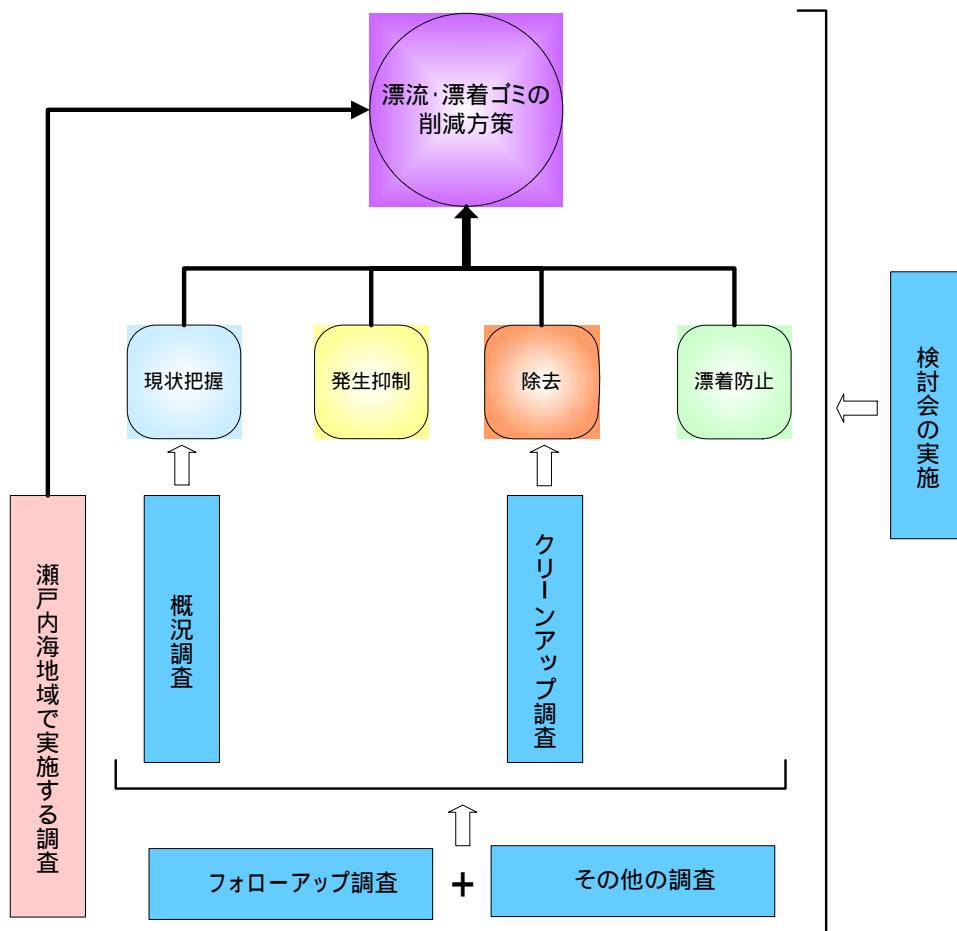 漂流・漂着ゴミの
削減方策
現状把握
発生抑制
除去
漂着防止
検討会の実施
瀬戸内海地域で実施する調査
概況調査
クリーンアップ調査
フォローアップ調査
+
その他の調査